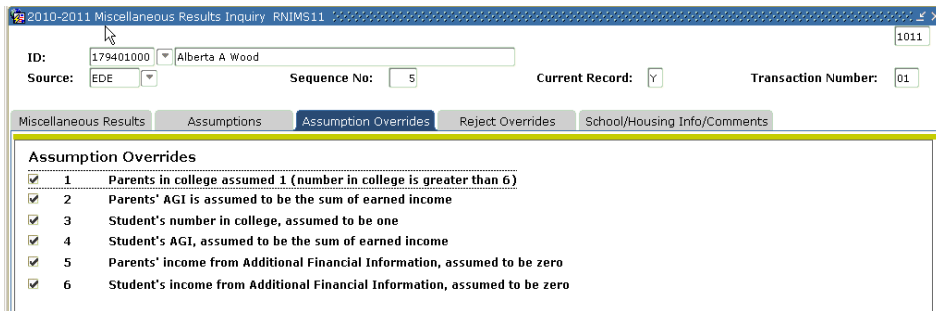 2010-2011 Miscellaneous Results Inquiry RNIMS11
1011
ID: 179401000 Alberta A Wood
Source: EDE Sequence No: 5 Current Record: Y Transaction Number: 01
Miscellaneous Results Assumptions Assumption Overrides Reject Overrides School/Housing Info/Comments
Assumption Overrides
1 Parents in college assumed 1 (number in college is greater than 6)
2 Parents' AGI is assumed to be the sum of earned income
3 Student's number in college, assumed to be one
4 Student's AGI, assumed to be the sum of earned income
5 Parents' income from Additional Financial Information, assumed to be zero
6 Student's income from Additional Financial Information, assumed to be zero